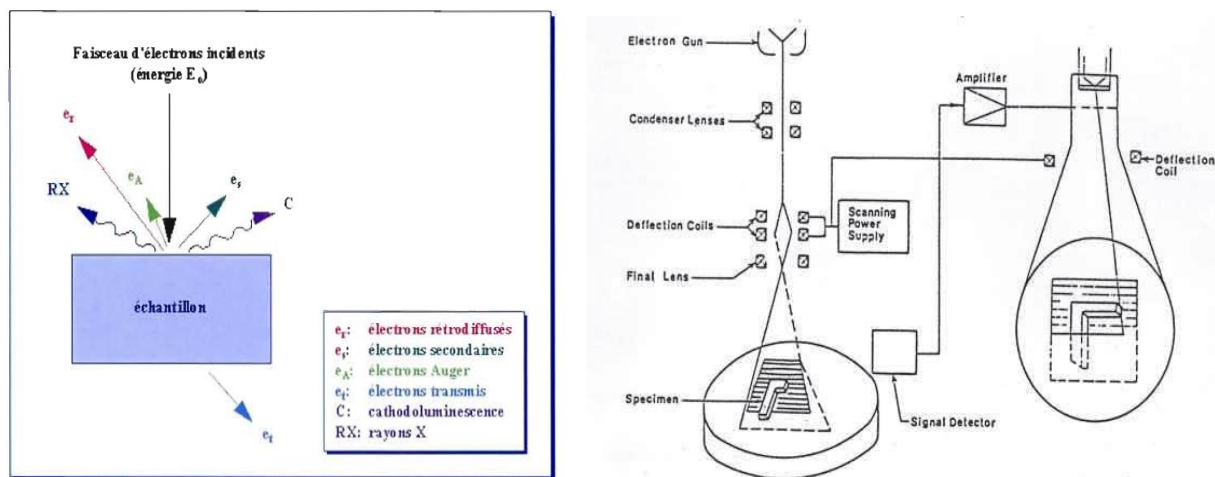 Faisceau d'électrons incidents
(énergie E₀)
eᵣ
RX
e_A
eₛ
C
échantillon
eₜ
eᵣ: électrons rétrodiffusés
eₛ: électrons secondaires
e_A: électrons Auger
eₜ: électrons transmis
C: cathodoluminescence
RX: rayons X
Electron Gun
Condenser Lenses
Deflection Coils
Final Lens
Scanning
Power
Supply
Specimen
Signal Detector
Amplifier
Deflection
Coil